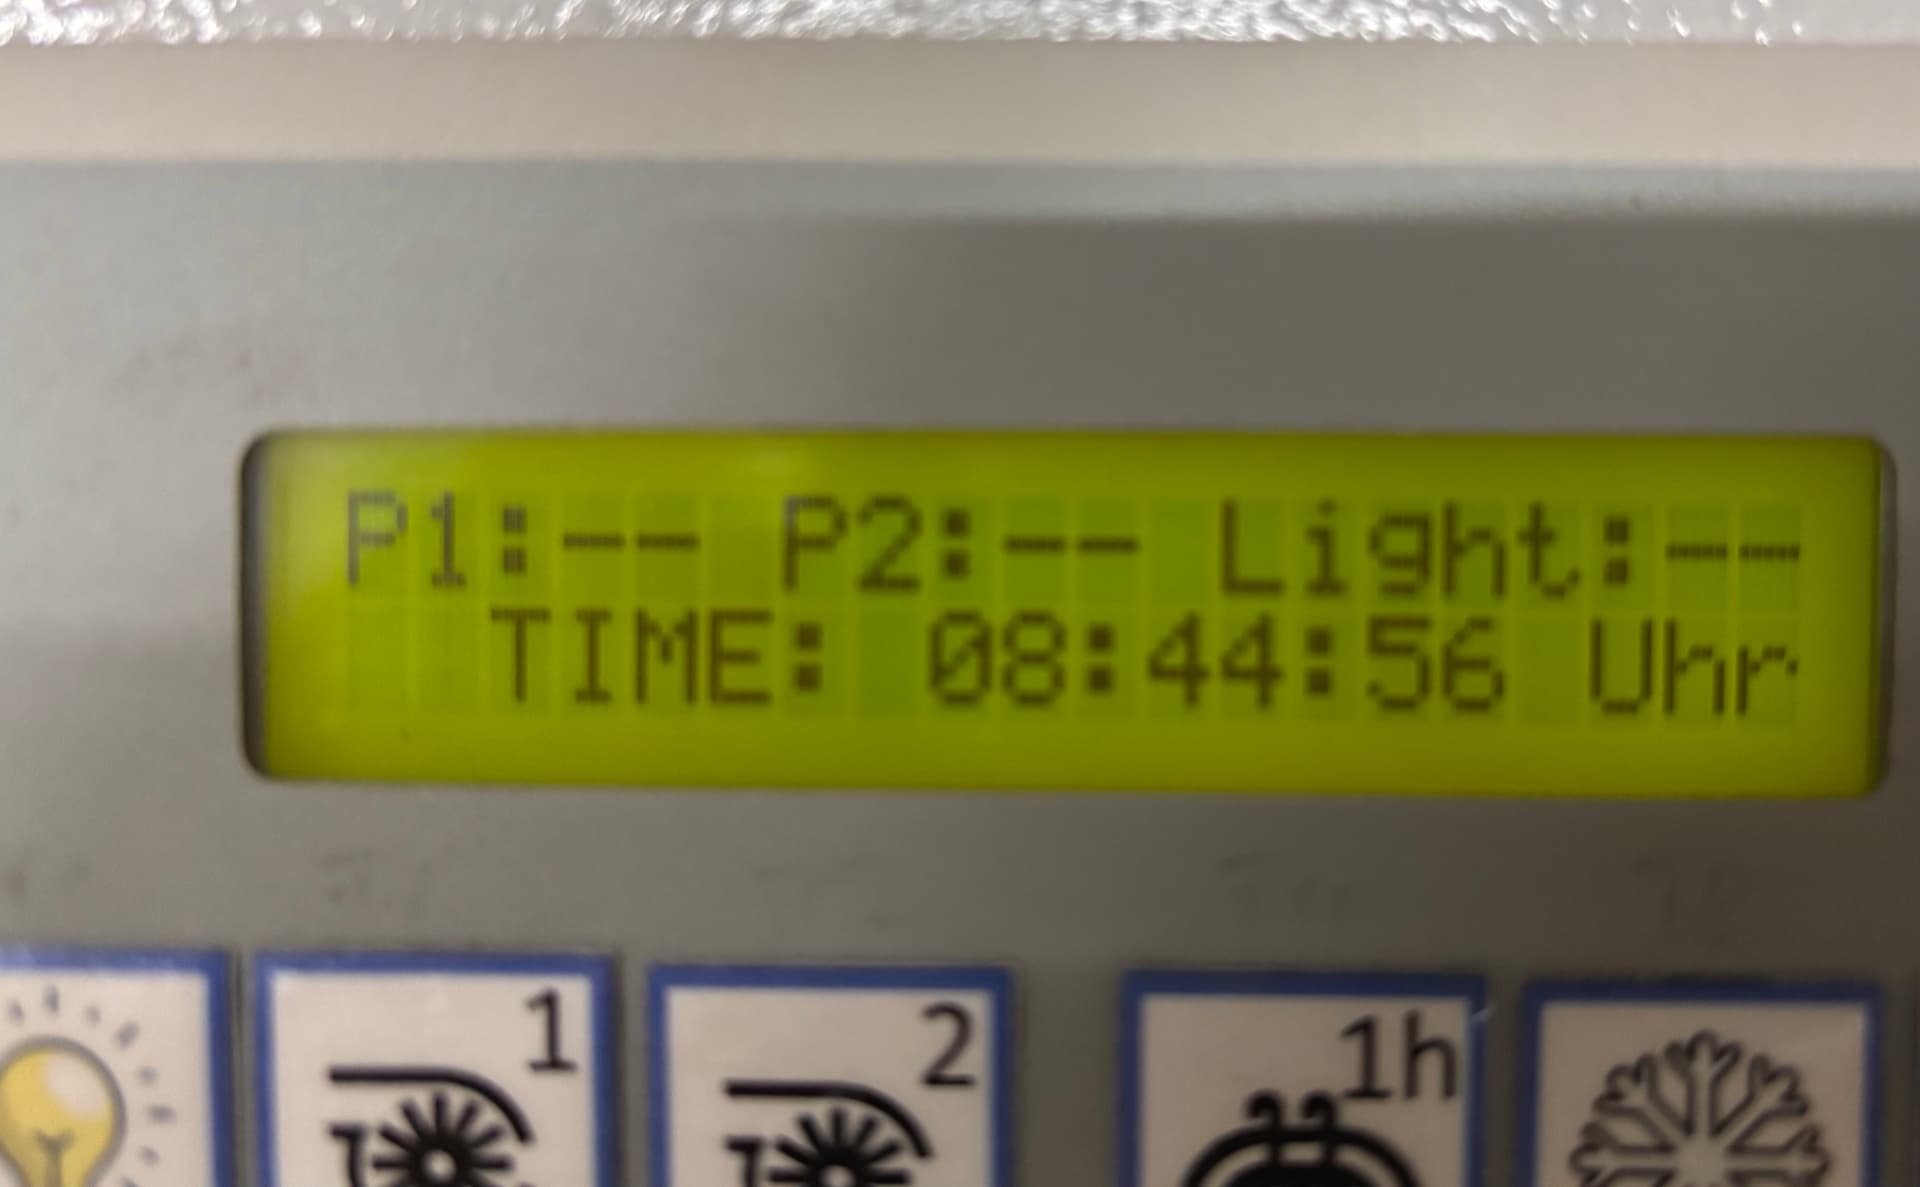 P1:-- P2:-- Light:--
TIME: 08:44:56 Uhr
1
2
1h